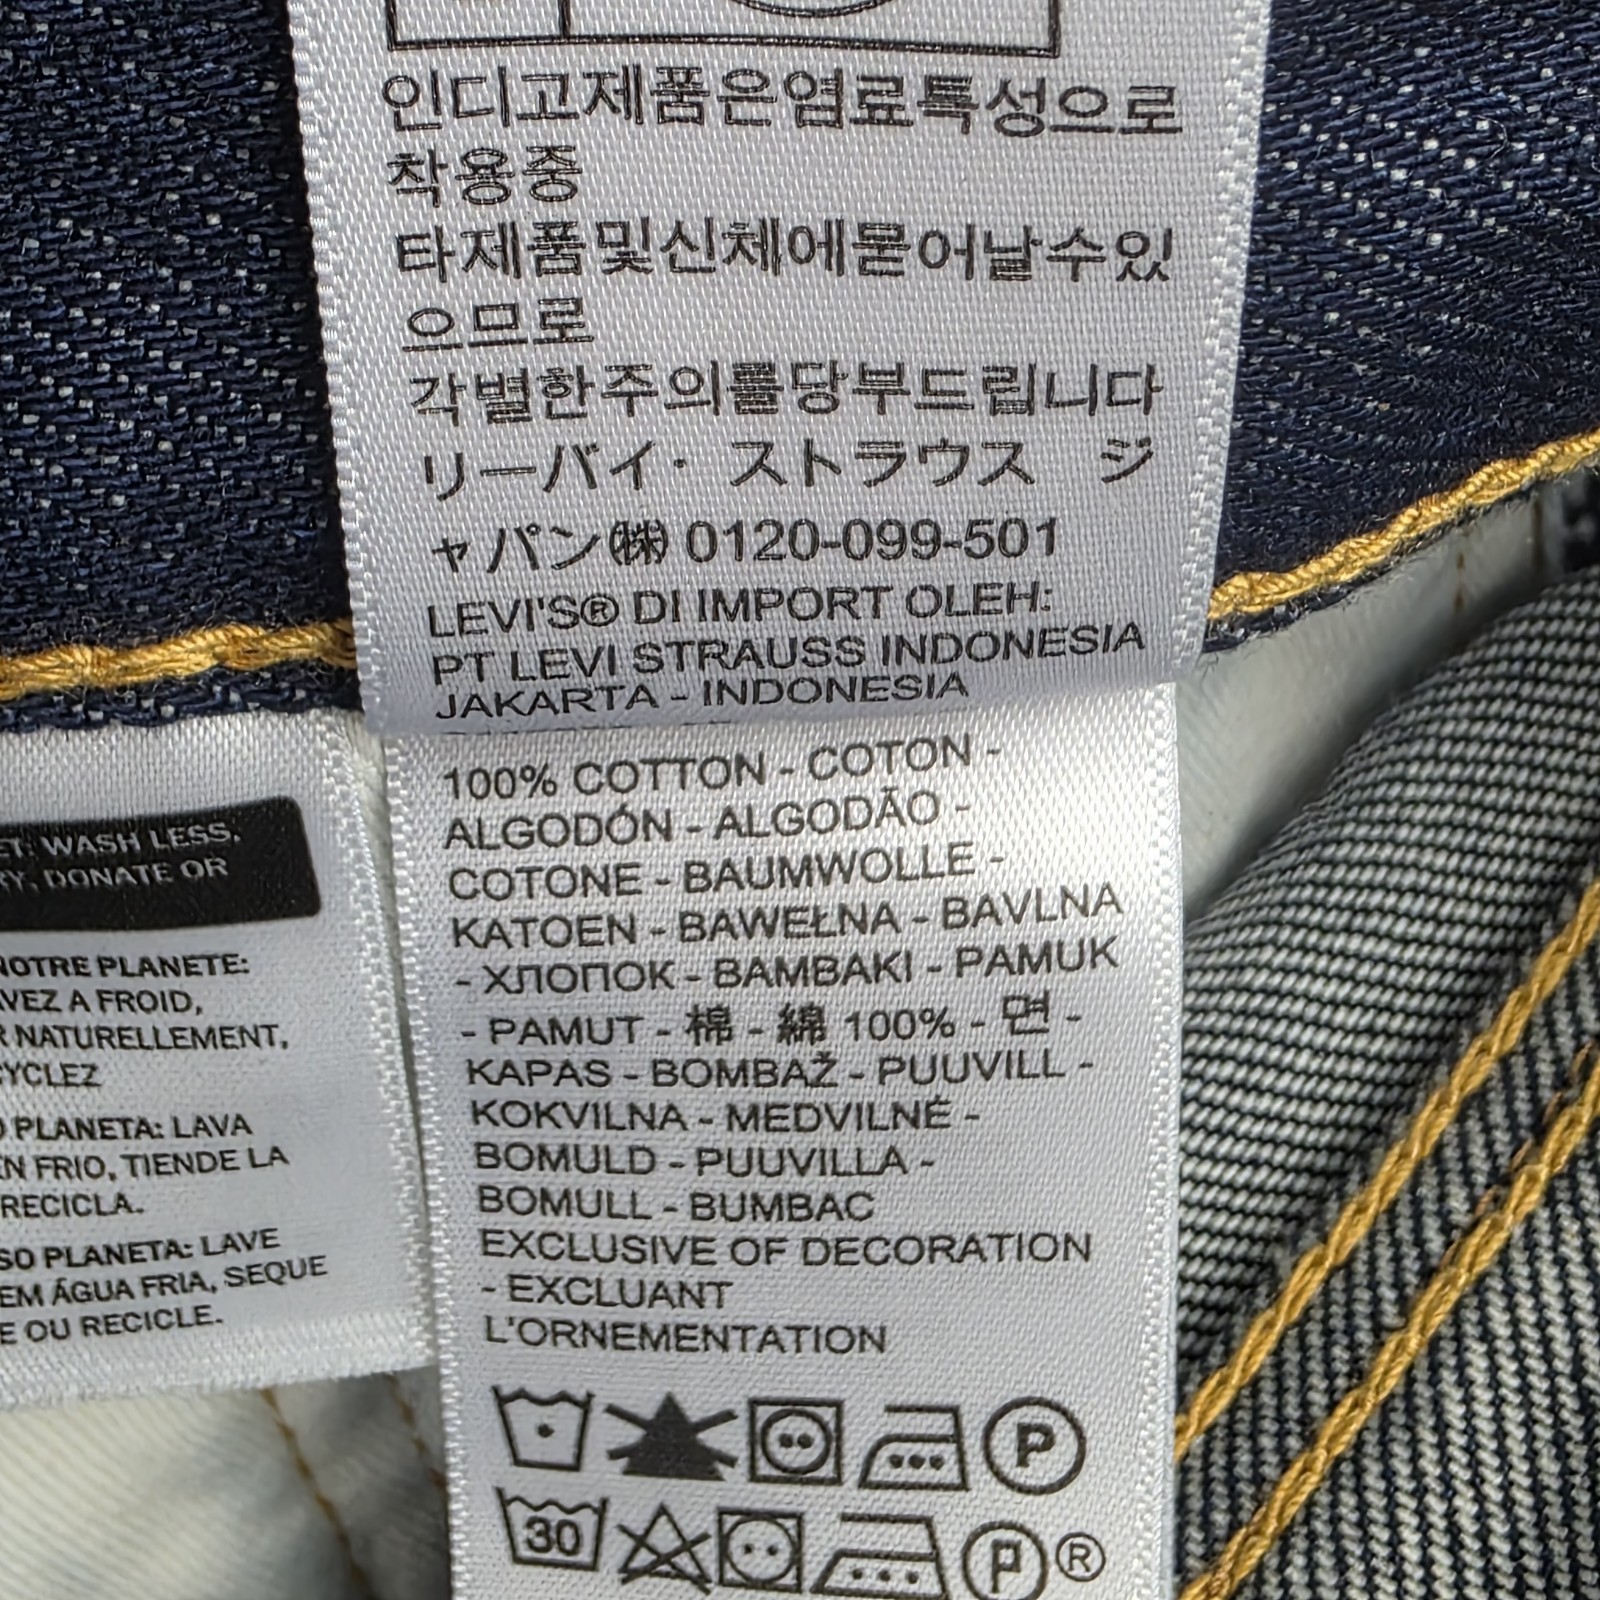 인디고제품은염료특성으로
착용중
타제품및신체에묻어날수있
으므로
각별한주의를당부드립니다
リーバイ・ストラウス ジ
ャパン㈱ 0120-099-501
LEVI'S® DI IMPORT OLEH:
PT LEVI STRAUSS INDONESIA
JAKARTA - INDONESIA
100% COTTON - COTON -
ALGODÓN - ALGODÃO -
COTONE - BAUMWOLLE -
KATOEN - BAWEŁNA - BAVLNA
- ХЛОПОК - BAMBAKI - PAMUK
- PAMUT - 棉 - 綿 100% - 면 -
KAPAS - BOMBAŽ - PUUVILL -
KOKVILNA - MEDVILNĖ -
BOMULD - PUUVILLA -
BOMULL - BUMBAC
EXCLUSIVE OF DECORATION
- EXCLUANT
L'ORNEMENTATION
P
30
P ®
WASH LESS,
DONATE OR
NOTRE PLANETE:
A FROID,
NATURELLEMENT,
PLANETA: LAVA
EN FRIO, TIENDE LA
RECICLA.
PLANETA: LAVE
EM ÁGUA FRIA, SEQUE
E OU RECICLE.